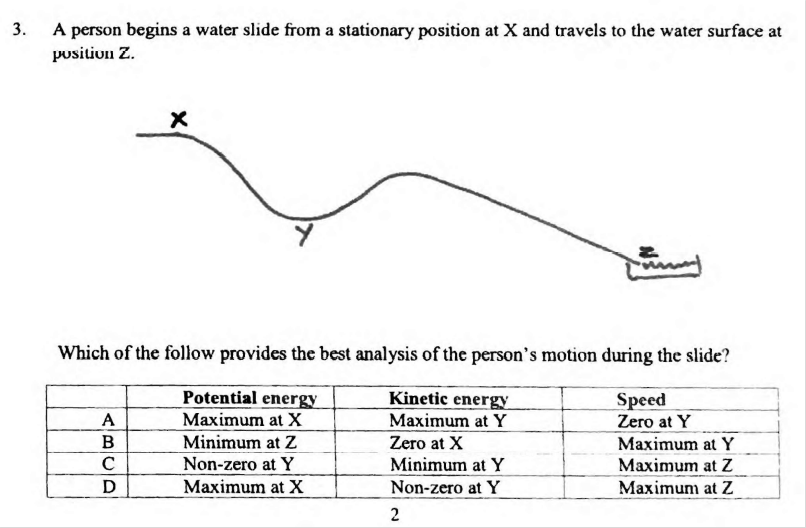 3. A person begins a water slide from a stationary position at X and travels to the water surface at
position Z.
X
Y
Z
Which of the follow provides the best analysis of the person's motion during the slide?
Potential energy Kinetic energy Speed
A Maximum at X Maximum at Y Zero at Y
B Minimum at Z Zero at X Maximum at Y
C Non-zero at Y Minimum at Y Maximum at Z
D Maximum at X Non-zero at Y Maximum at Z
2